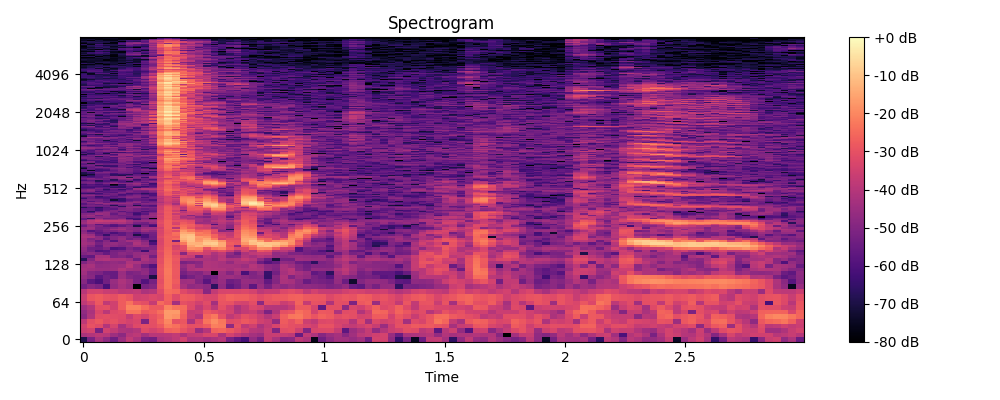 Spectrogram
Hz
4096
2048
1024
512
256
128
64
0
0
0.5
1
1.5
2
2.5
Time
+0 dB
-10 dB
-20 dB
-30 dB
-40 dB
-50 dB
-60 dB
-70 dB
-80 dB